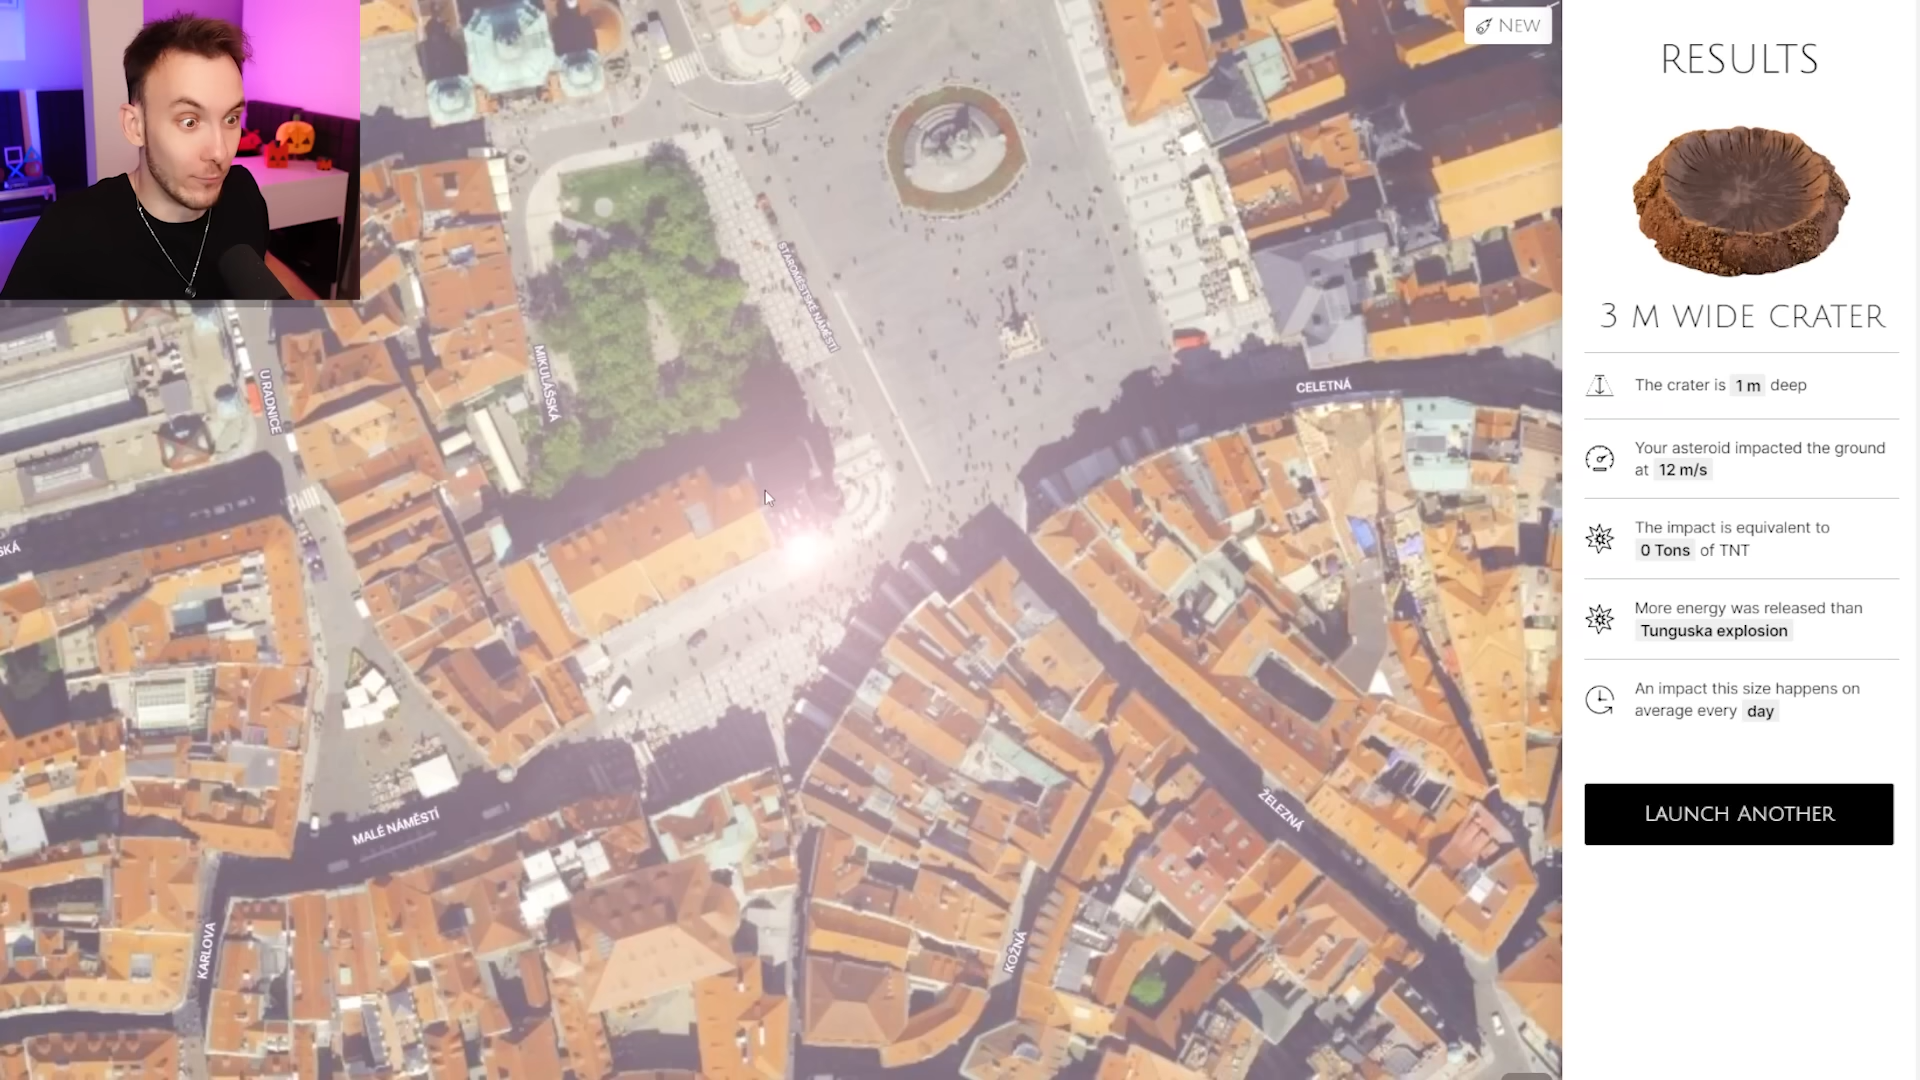 NEW
RESULTS
3 M WIDE CRATER
The crater is 1 m deep
Your asteroid impacted the ground
at 12 m/s
The impact is equivalent to
0 Tons of TNT
More energy was released than
Tunguska explosion
An impact this size happens on
average every day
LAUNCH ANOTHER
STAROMĚSTSKÉ NÁMĚSTÍ
MIKULÁŠSKÁ
U RADNICE
CELETNÁ
SKÁ
MALÉ NÁMĚSTÍ
ŽELEZNÁ
KARLOVA
KOŽNÁ